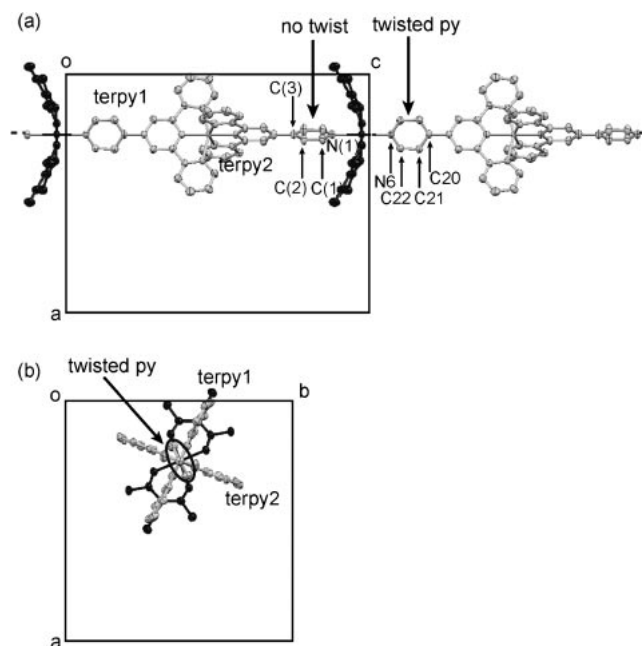 (a)
o
no twist
c
twisted py
terpy1
C(3)
N(1)
terpy2
C(2)
C(1)
N6
C22
C21
C20
a
(b)
twisted py
o
terpy1
b
terpy2
a